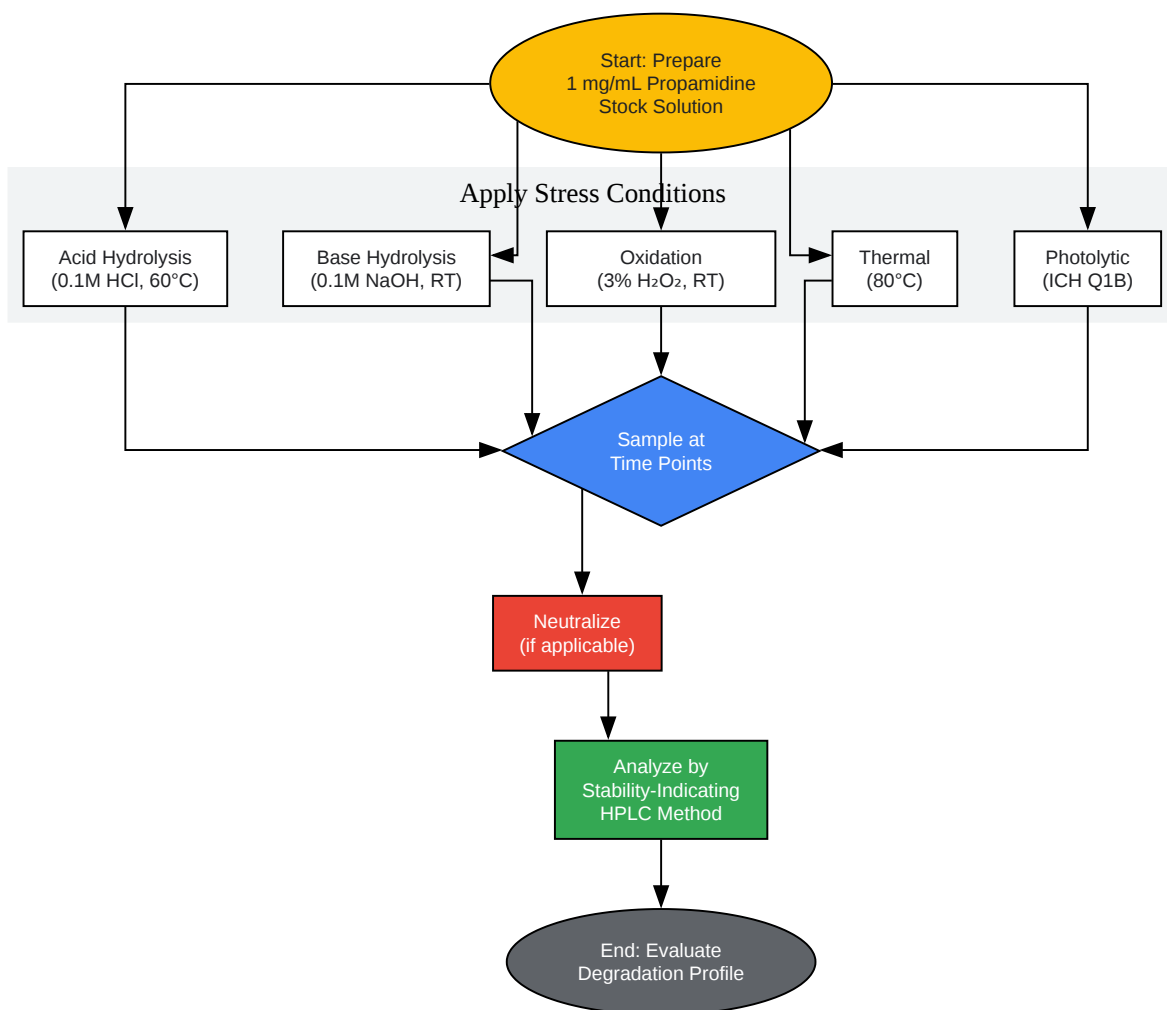 Start: Prepare
1 mg/mL Propamidine
Stock Solution
Apply Stress Conditions
Acid Hydrolysis
(0.1M HCl, 60°C)
Base Hydrolysis
(0.1M NaOH, RT)
Oxidation
(3% H₂O₂, RT)
Thermal
(80°C)
Photolytic
(ICH Q1B)
Sample at
Time Points
Neutralize
(if applicable)
Analyze by
Stability-Indicating
HPLC Method
End: Evaluate
Degradation Profile